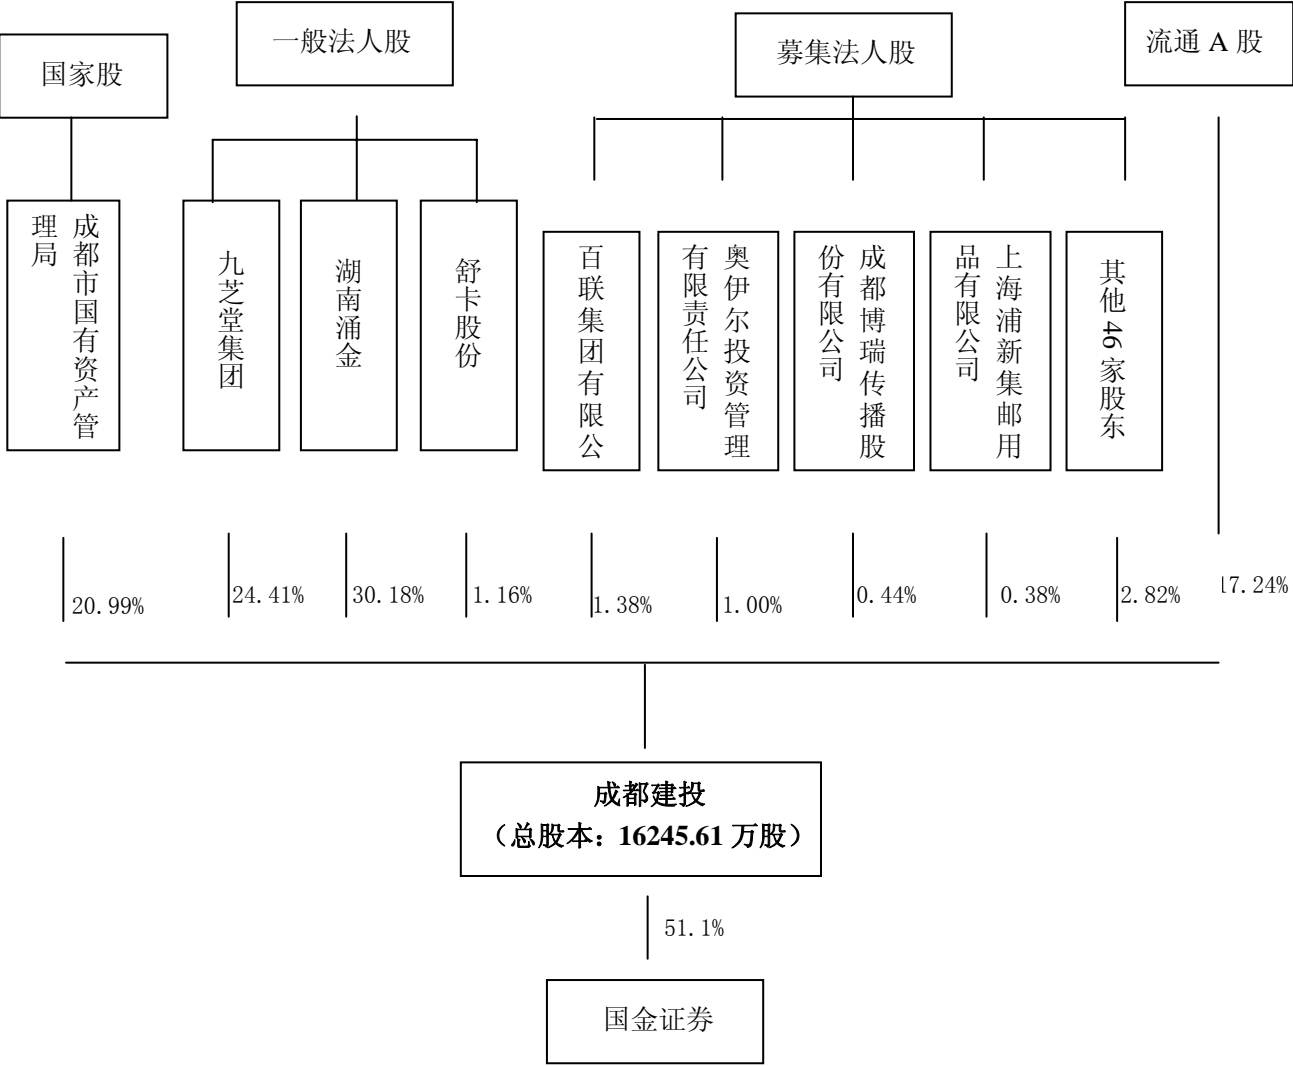 国家股
一般法人股
募集法人股
流通 A 股
成都市国有资产管
理局
九芝堂集团
湖南涌金
舒卡股份
百联集团有限公
奥伊尔投资管理
有限责任公司
成都博瑞传播股
份有限公司
上海浦新集邮用
品有限公司
其他 46 家股东
20.99%
24.41%
30.18%
1.16%
1.38%
1.00%
0.44%
0.38%
2.82%
17.24%
成都建投
（总股本：16245.61 万股）
51.1%
国金证券